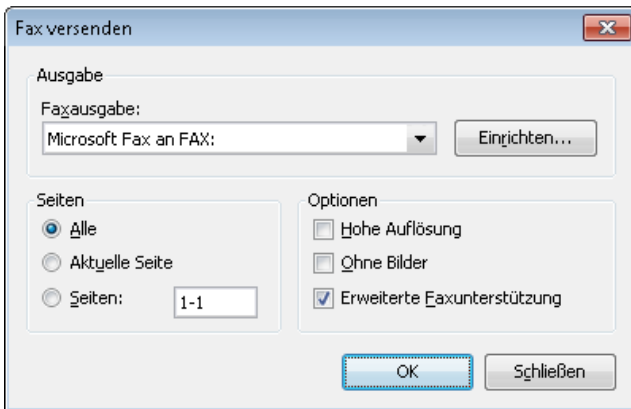 Fax versenden
Ausgabe
Faxausgabe:
Microsoft Fax an FAX:
Einrichten...
Seiten
Alle
Aktuelle Seite
Seiten:
1-1
Optionen
Hohe Auflösung
Ohne Bilder
Erweiterte Faxunterstützung
OK
Schließen